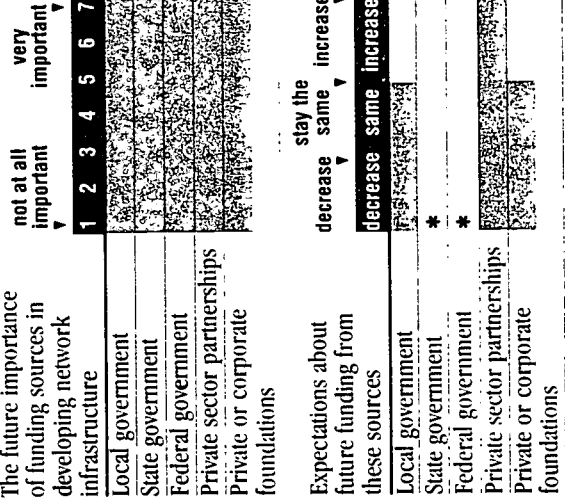 The future importance
of funding sources in
developing network
infrastructure
not at all
important
very
important
1 2 3 4 5 6 7
Local government
State government
Federal government
Private sector partnerships
Private or corporate
foundations
Expectations about
future funding from
these sources
decrease
stay the
same
increase
decrease same increase
Local government
State government *
Federal government *
Private sector partnerships
Private or corporate
foundations